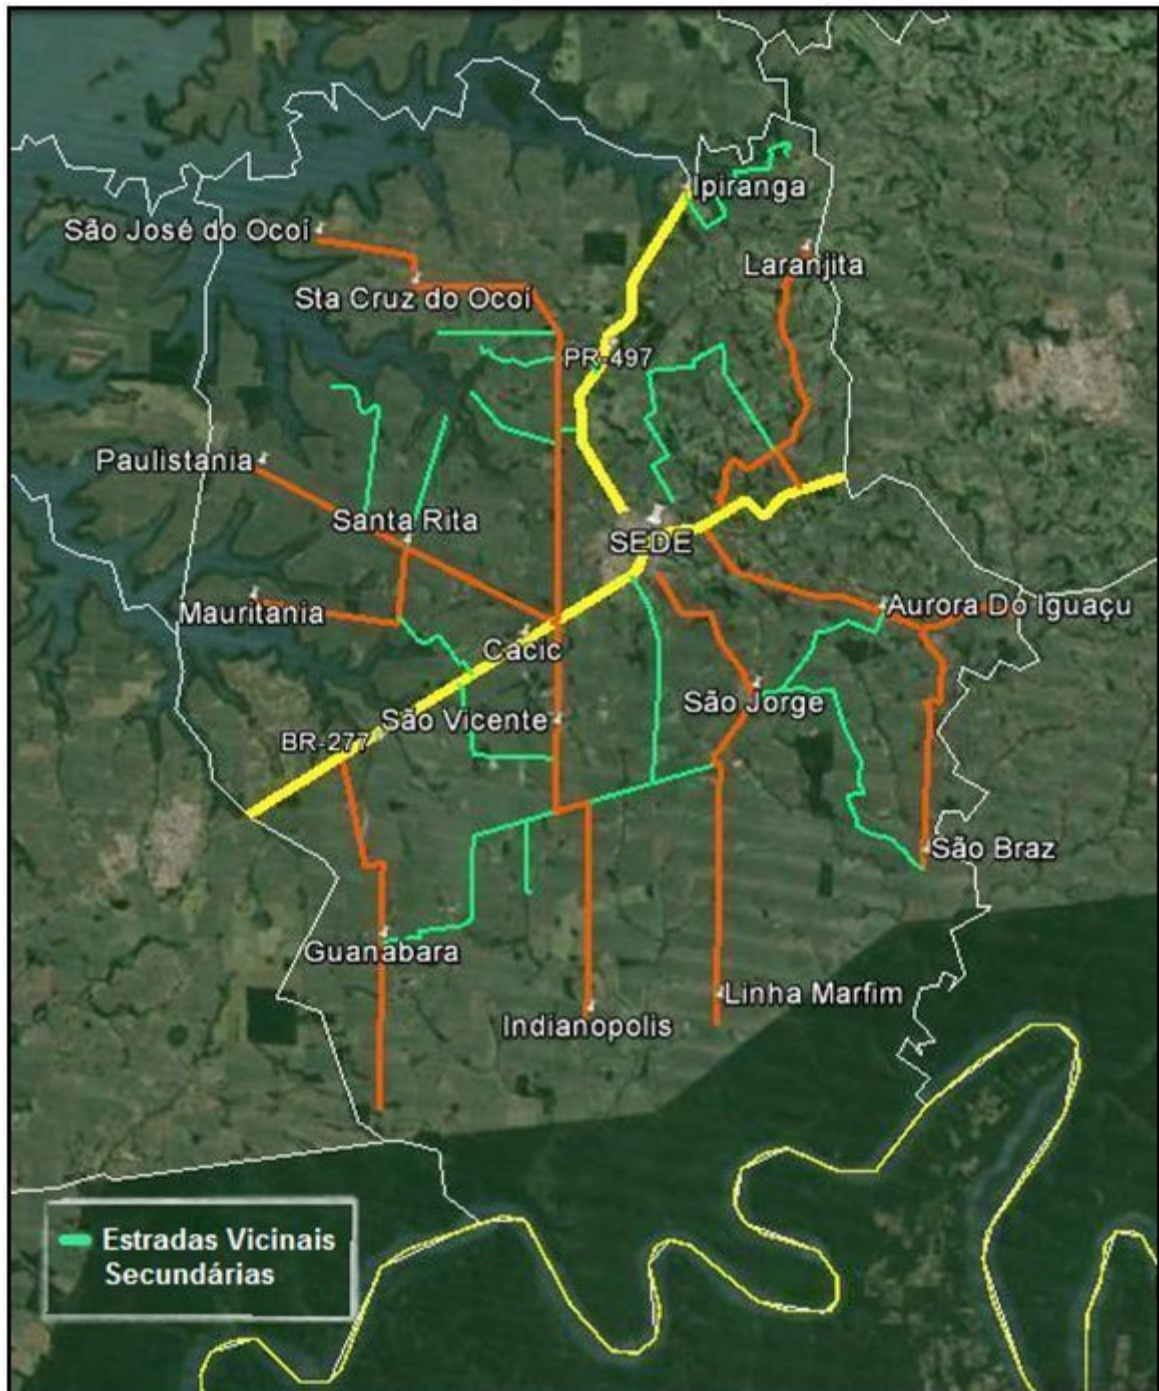 Ipiranga
São José do Ocoí
Laranjita
Sta Cruz do Ocoí
PR-497
Paulistania
Santa Rita
SEDE
Mauritania
Aurora Do Iguaçu
Cacic
São Jorge
São Vicente
BR-277
São Braz
Guanabara
Linha Marfim
Indianopolis
Estradas Vicinais
Secundárias